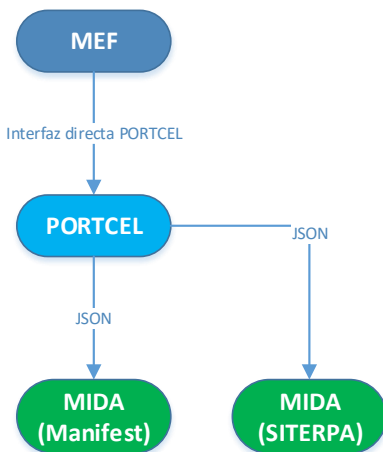 MEF
Interfaz directa PORTCEL
PORTCEL
JSON
JSON
MIDA
(Manifest)
MIDA
(SITERPA)